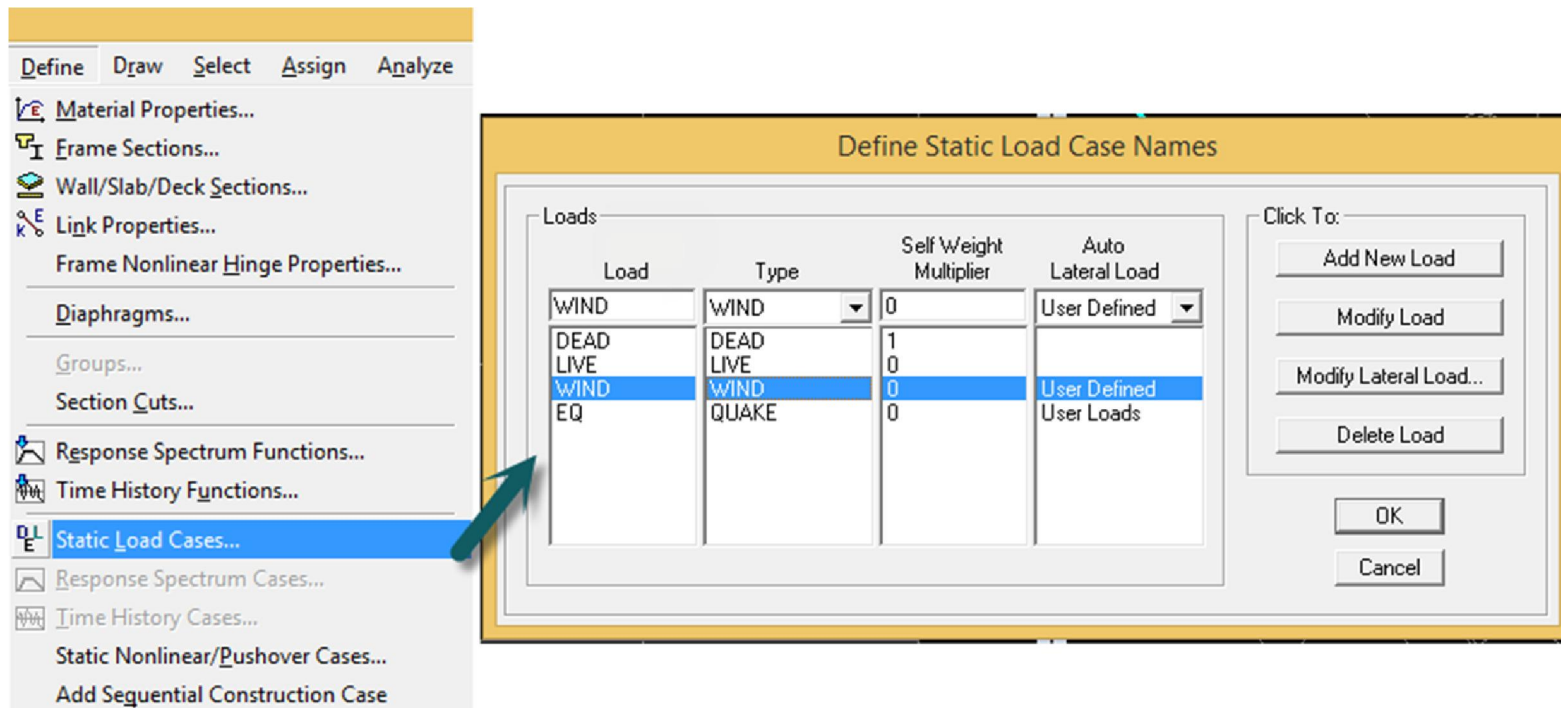 Define Draw Select Assign Analyze
Material Properties...
Frame Sections...
Wall/Slab/Deck Sections...
Link Properties...
Frame Nonlinear Hinge Properties...
Diaphragms...
Groups...
Section Cuts...
Response Spectrum Functions...
Time History Functions...
Static Load Cases...
Response Spectrum Cases...
Time History Cases...
Static Nonlinear/Pushover Cases...
Add Sequential Construction Case
Define Static Load Case Names
Loads
Load Type Self Weight Multiplier Auto Lateral Load
WIND WIND 0 User Defined
DEAD DEAD 1
LIVE LIVE 0
WIND WIND 0 User Defined
EQ QUAKE 0 User Loads
Click To:
Add New Load
Modify Load
Modify Lateral Load...
Delete Load
OK
Cancel